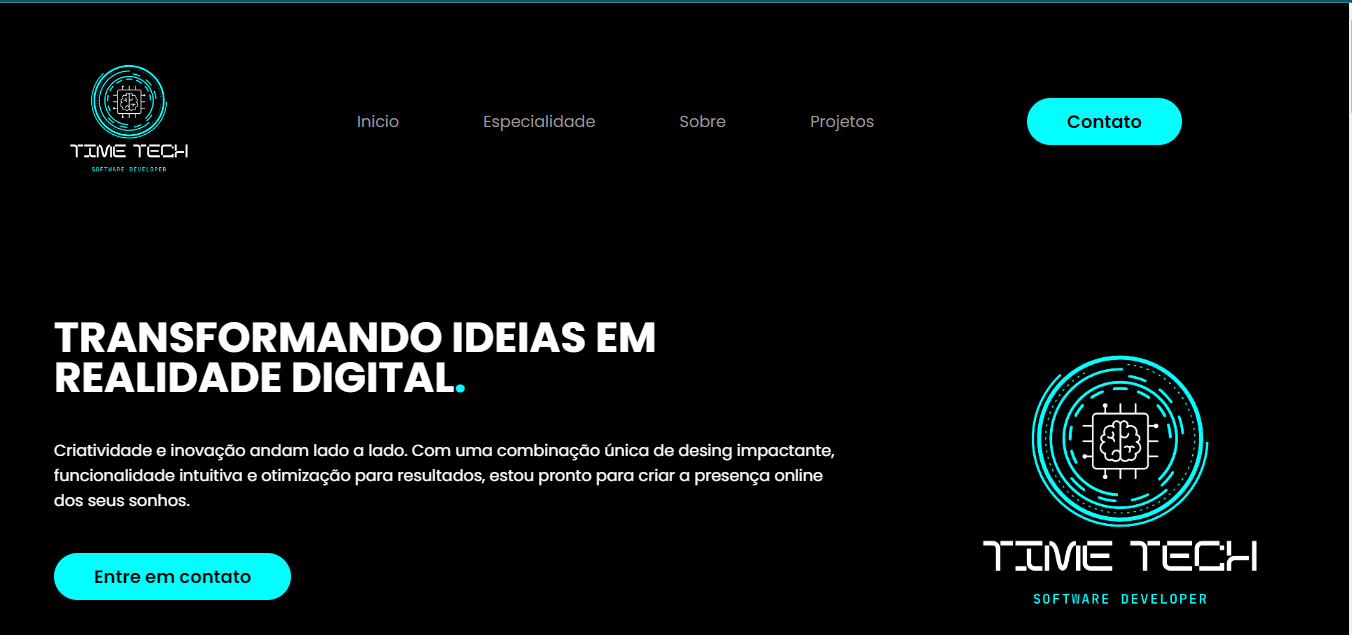 TIME TECH
SOFTWARE DEVELOPER
Inicio
Especialidade
Sobre
Projetos
Contato
TRANSFORMANDO IDEIAS EM
REALIDADE DIGITAL.
Criatividade e inovação andam lado a lado. Com uma combinação única de desing impactante,
funcionalidade intuitiva e otimização para resultados, estou pronto para criar a presença online
dos seus sonhos.
Entre em contato
TIME TECH
SOFTWARE DEVELOPER